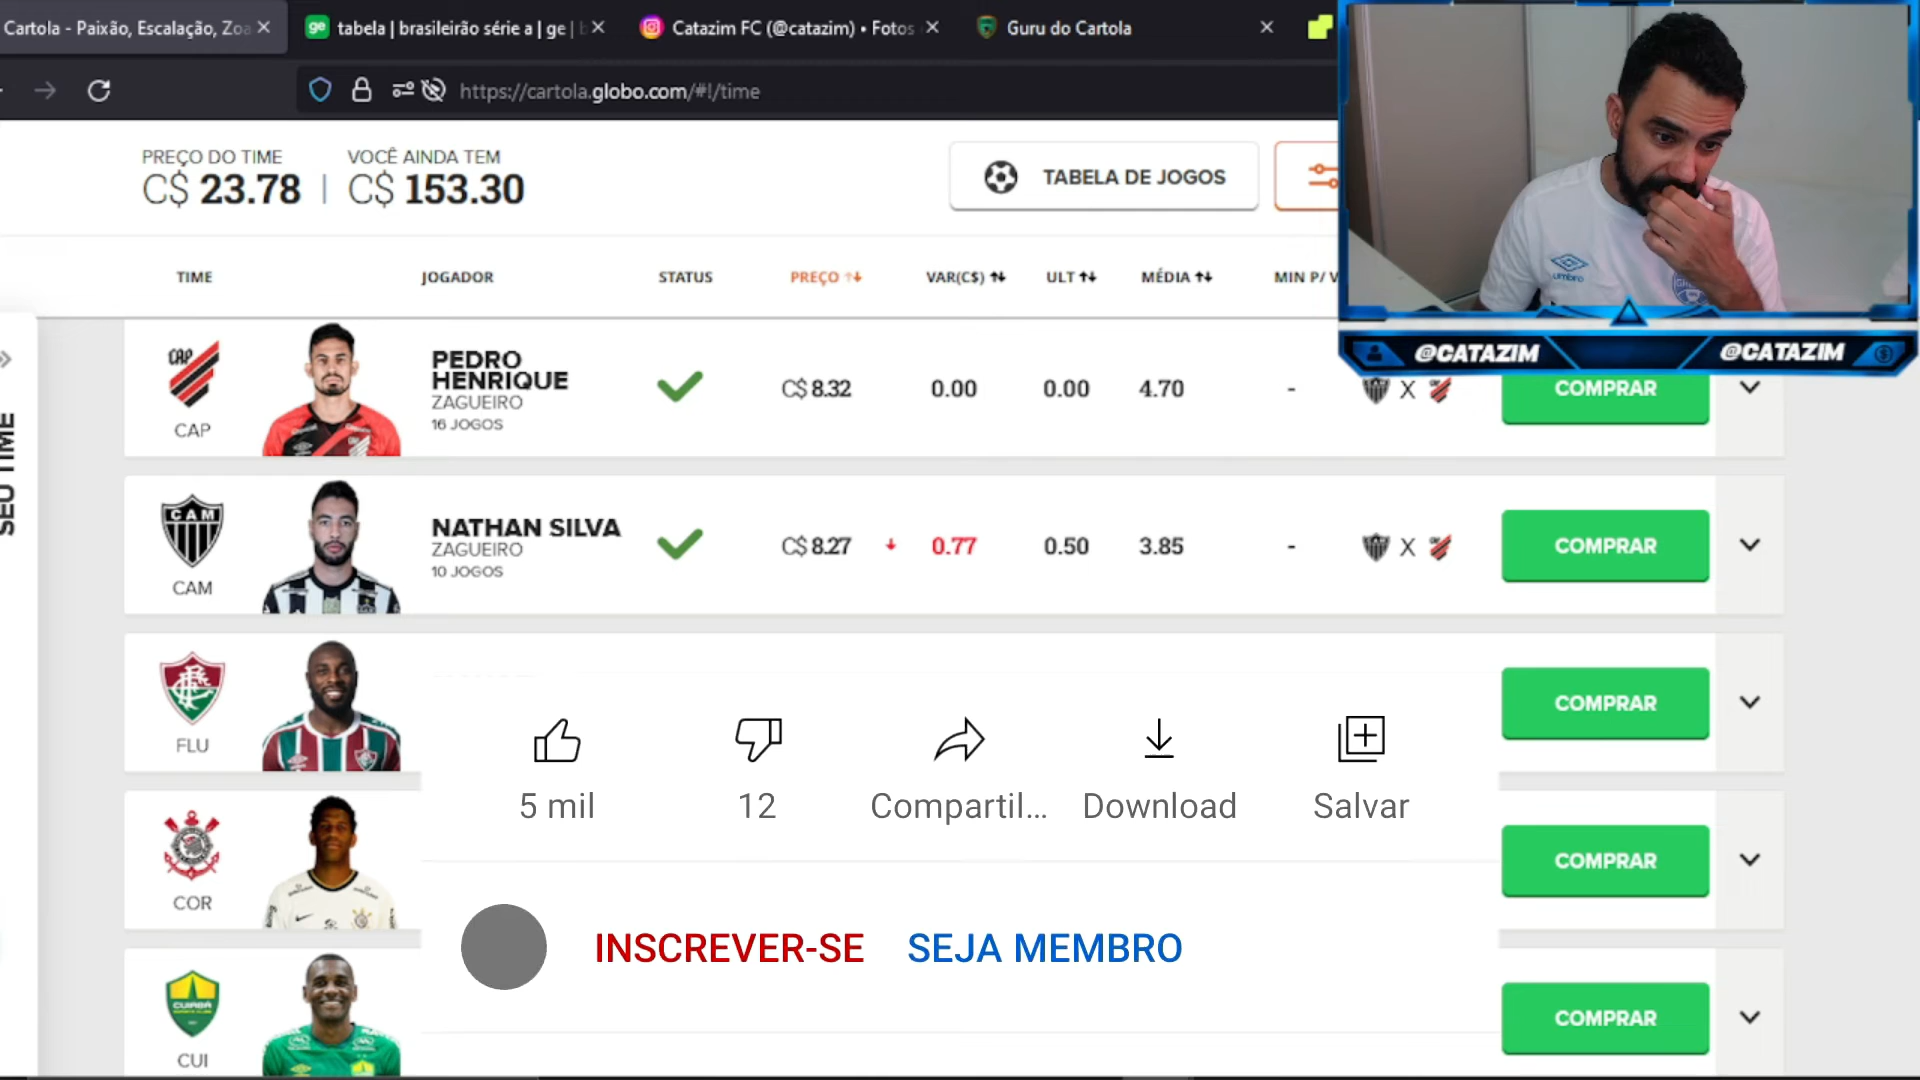 Cartola - Paixão, Escalação, Zoa
ge tabela | brasileirão série a | ge | b
Catazim FC (@catazim) • Fotos
Guru do Cartola
https://cartola.globo.com/#!/time
PREÇO DO TIME
C$ 23.78
VOCÊ AINDA TEM
C$ 153.30
TABELA DE JOGOS
@CATAZIM
@CATAZIM
TIME JOGADOR STATUS PREÇO VAR(C$) ULT MÉDIA MIN P/ V
SEU TIME
CAP
CAP
PEDRO
HENRIQUE
ZAGUEIRO
16 JOGOS
C$ 8.32 0.00 0.00 4.70 - X COMPRAR
CAM
CAM
NATHAN SILVA
ZAGUEIRO
10 JOGOS
C$ 8.27 0.77 0.50 3.85 - X COMPRAR
FLU
COMPRAR
5 mil 12 Compartil... Download Salvar
COR
COMPRAR
INSCREVER-SE SEJA MEMBRO
CUIABÁ
CUI
COMPRAR
umbro